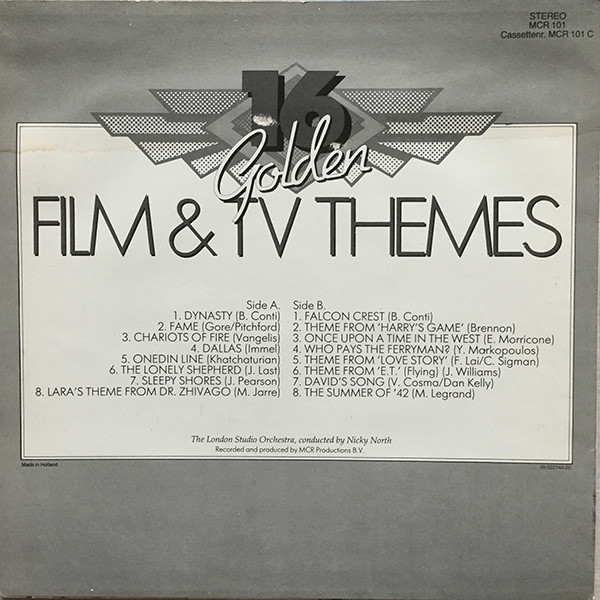 STEREO
MCR 101
Cassettenr. MCR 101 C
16
Golden
FILM & TV THEMES
Side A.
1. DYNASTY (B. Conti)
2. FAME (Gore/Pitchford)
3. CHARIOTS OF FIRE (Vangelis)
4. DALLAS (Immel)
5. ONEDIN LINE (Khatchaturian)
6. THE LONELY SHEPHERD (J. Last)
7. SLEEPY SHORES (J. Pearson)
8. LARA'S THEME FROM DR. ZHIVAGO (M. Jarre)
Side B.
1. FALCON CREST (B. Conti)
2. THEME FROM 'HARRY'S GAME' (Brennon)
3. ONCE UPON A TIME IN THE WEST (E. Morricone)
4. WHO PAYS THE FERRYMAN? (Y. Markopoulos)
5. THEME FROM 'LOVE STORY' (F. Lai/C. Sigman)
6. THEME FROM 'E.T.' (Flying) (J. Williams)
7. DAVID'S SONG (V. Cosma/Dan Kelly)
8. THE SUMMER OF '42 (M. Legrand)
The London Studio Orchestra, conducted by Nicky North
Recorded and produced by MCR Productions B.V.
Made in Holland